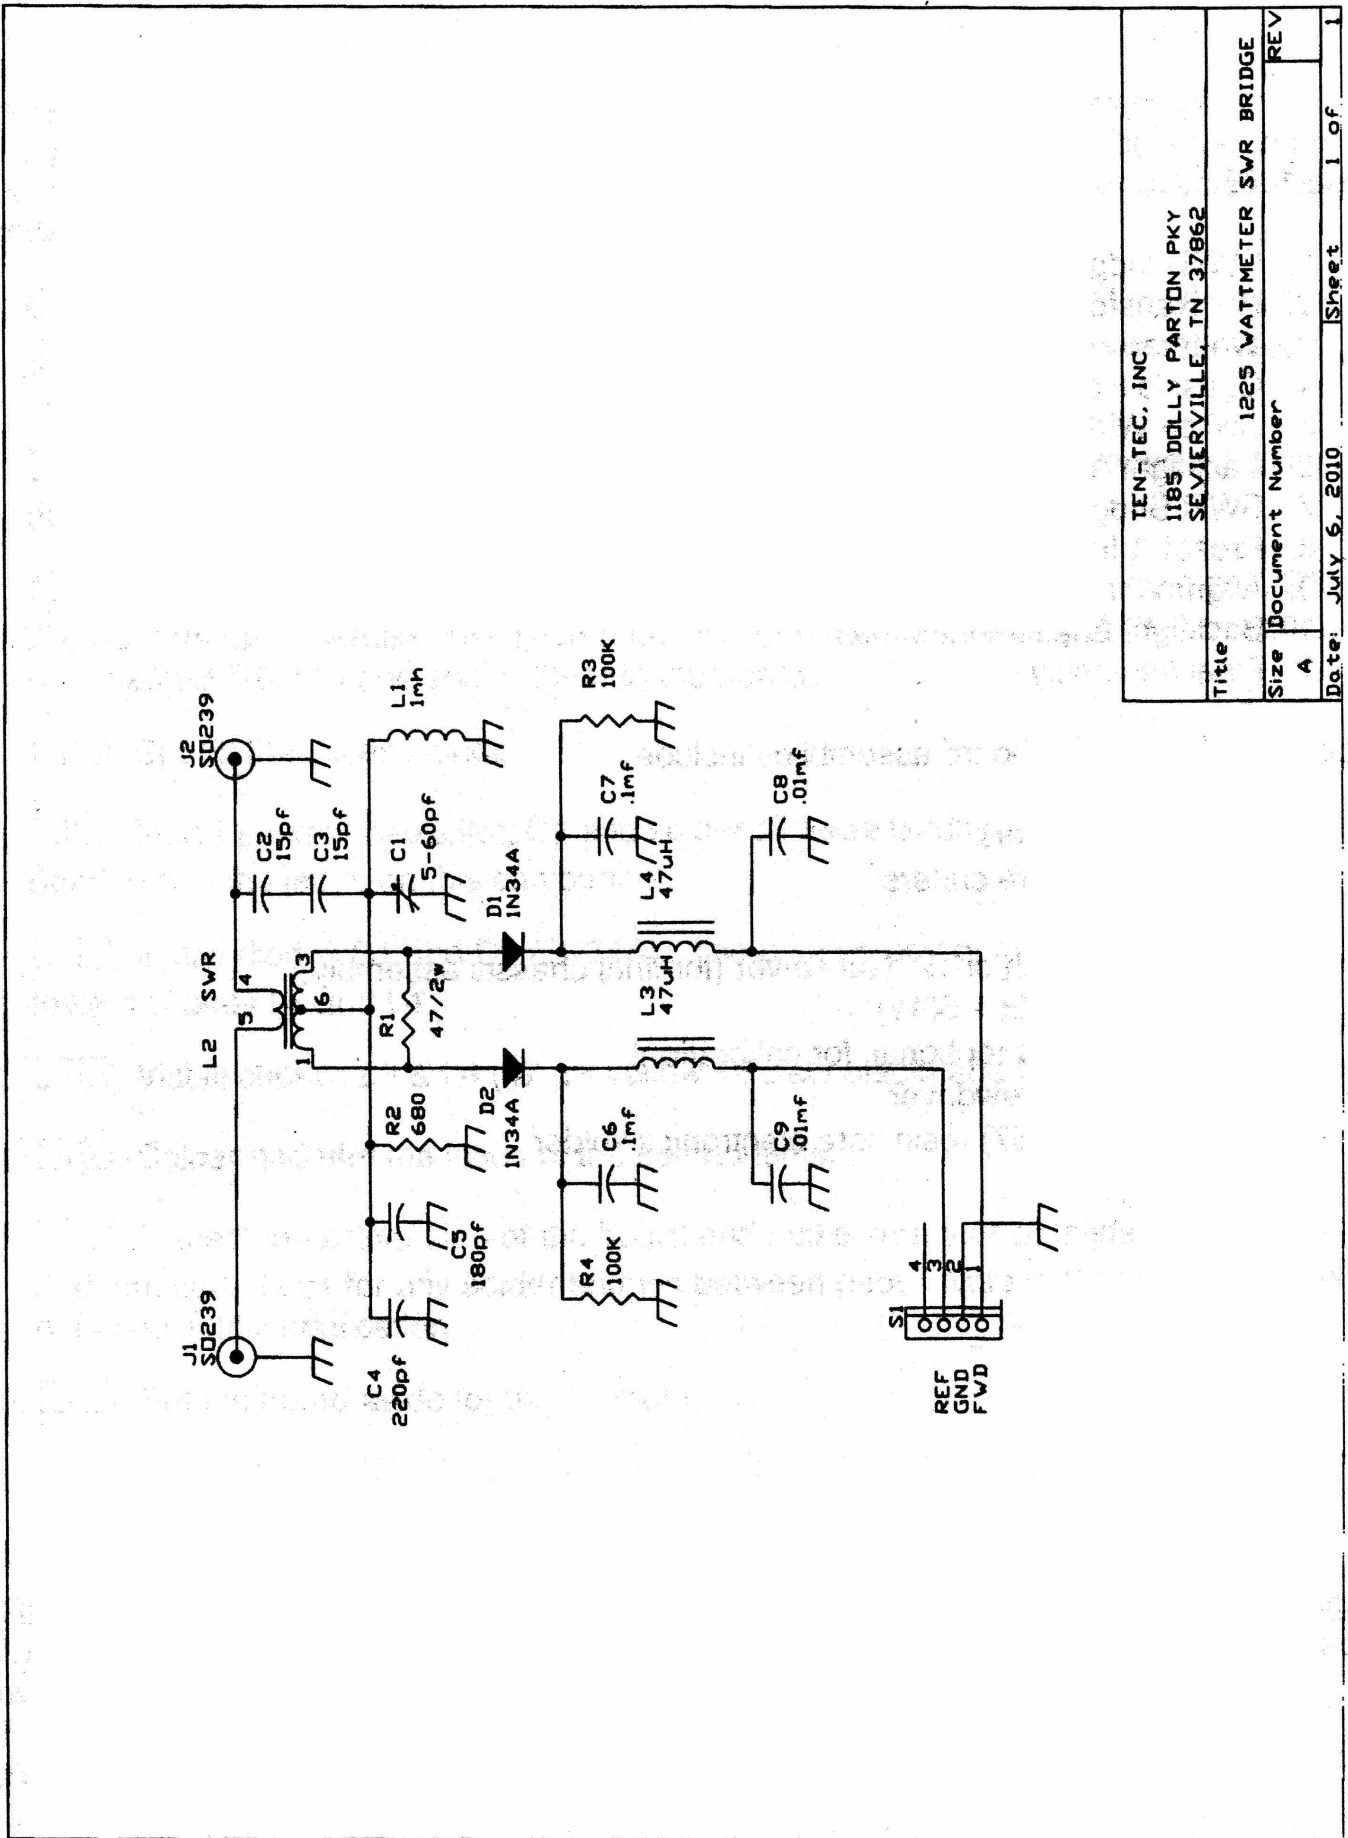 J1
SO239
J2
SO239
L2 SWR
5 4
1 6 3
C2
15pf
C3
15pf
C1
5-60pf
L1
1mh
C4
220pf
C5
180pf
R2
680
R1
47/2w
D2
1N34A
D1
1N34A
R4
100K
C6
.1mf
C7
.1mf
R3
100K
L3
47uH
L4
47uH
C9
.01mf
C8
.01mf
S1
4
3
2
1
REF
GND
FWD
TEN-TEC, INC
1185 DOLLY PARTON PKY
SEVIERVILLE, TN 37862
Title
1225 WATTMETER SWR BRIDGE
Size Document Number REV
A
Date: July 6, 2010 Sheet 1 of 1